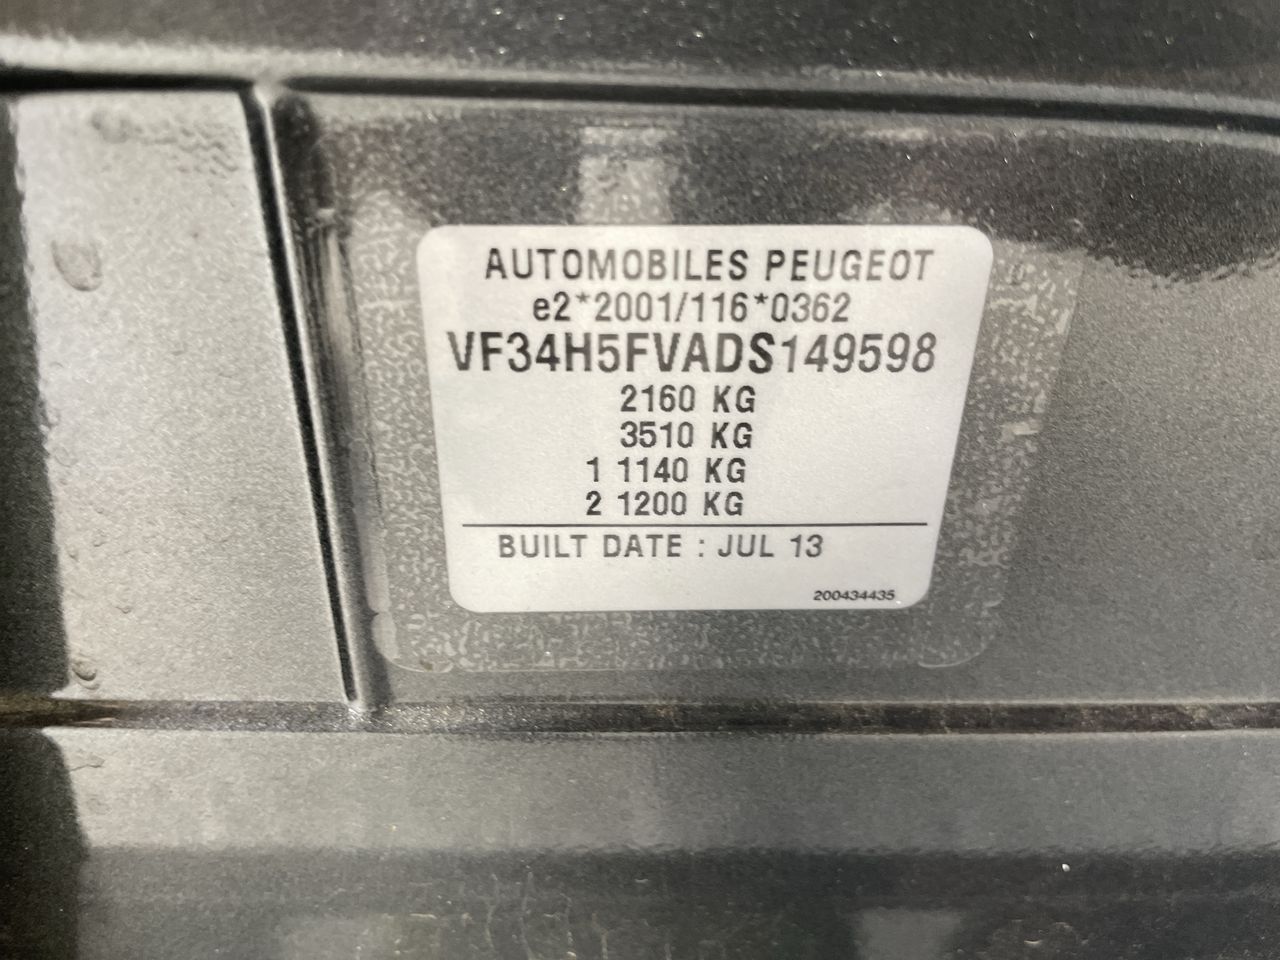 AUTOMOBILES PEUGEOT
e2*2001/116*0362
VF34H5FVADS149598
2160 KG
3510 KG
1 1140 KG
2 1200 KG
BUILT DATE : JUL 13
200434435